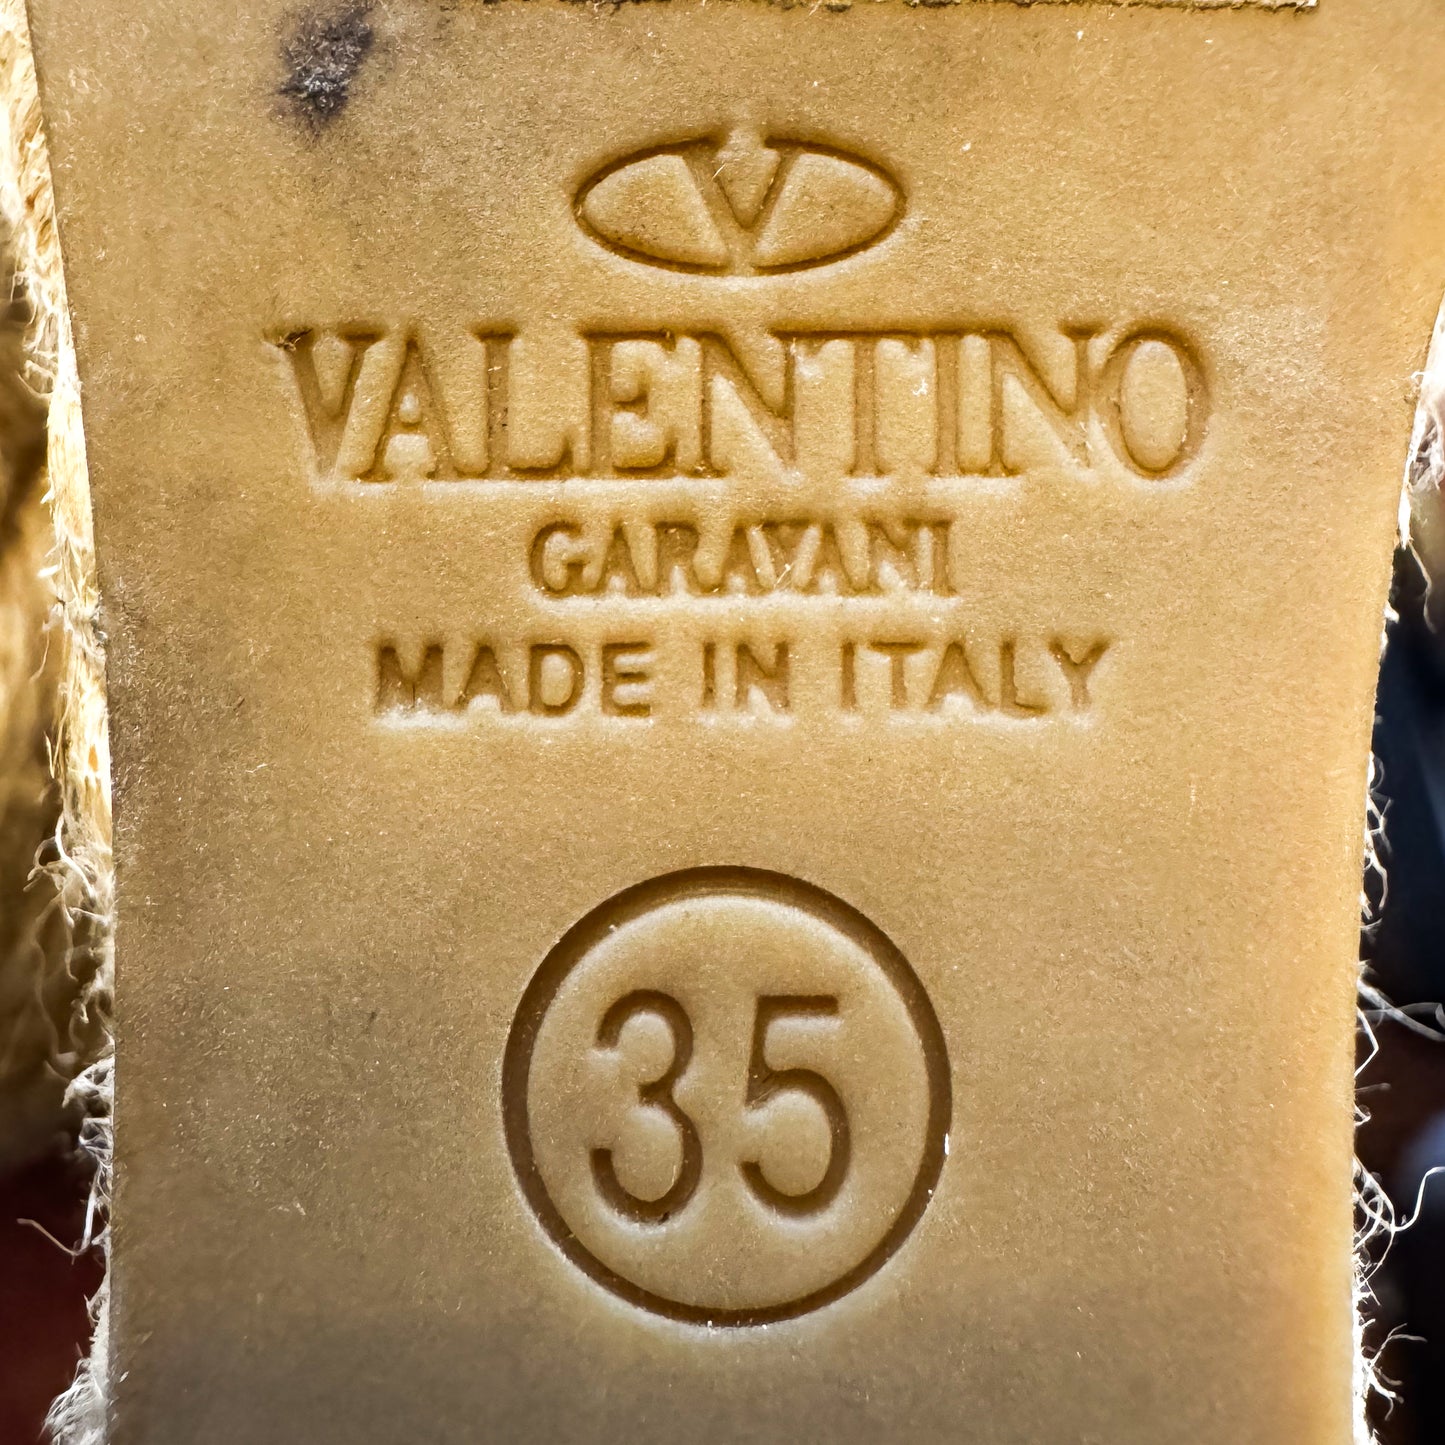 V
VALENTINO
GARAVANI
MADE IN ITALY
35